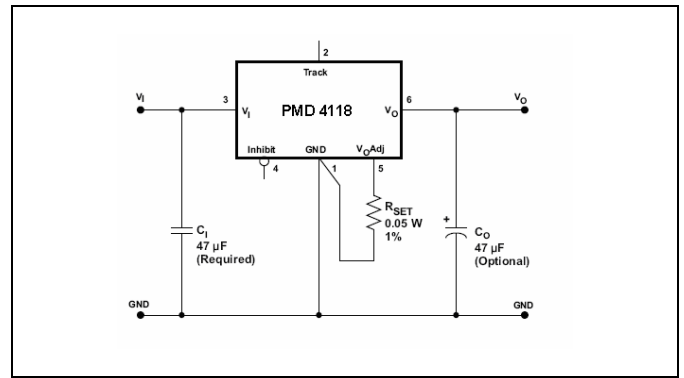 2
Track
VI
3
VI
PMD 4118
VO
6
VO
Inhibit
GND
VOAdj
4
1
5
RSET
0.05 W
1%
CI
47 µF
(Required)
+
CO
47 µF
(Optional)
GND
GND